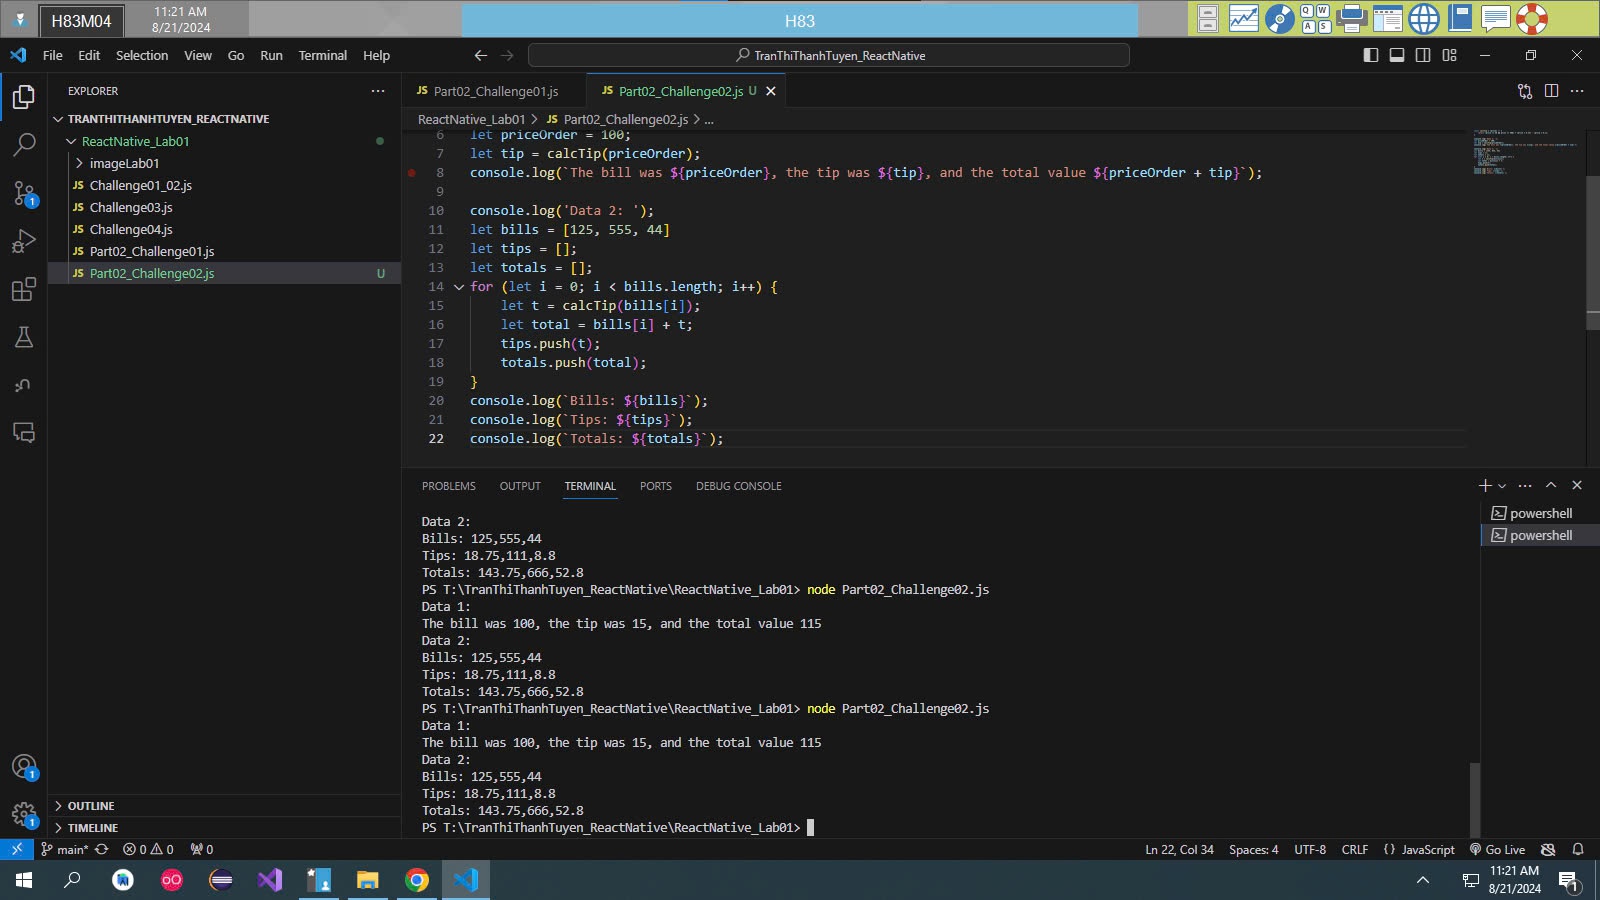 H83M04
11:21 AM
8/21/2024
H83
Q W
A S
File Edit Selection View Go Run Terminal Help
TranThiThanhTuyen_ReactNative
EXPLORER
TRANTHITHANHTUYEN_REACTNATIVE
ReactNative_Lab01
imageLab01
JS Challenge01_02.js
JS Challenge03.js
JS Challenge04.js
JS Part02_Challenge01.js
JS Part02_Challenge02.js U
OUTLINE
TIMELINE
1
1
1
JS Part02_Challenge01.js JS Part02_Challenge02.js U
ReactNative_Lab01 > JS Part02_Challenge02.js > ...
6 let priceOrder = 100;
7 let tip = calcTip(priceOrder);
8 console.log(`The bill was ${priceOrder}, the tip was ${tip}, and the total value ${priceOrder + tip}`);
9
10 console.log('Data 2: ');
11 let bills = [125, 555, 44]
12 let tips = [];
13 let totals = [];
14 for (let i = 0; i < bills.length; i++) {
15 let t = calcTip(bills[i]);
16 let total = bills[i] + t;
17 tips.push(t);
18 totals.push(total);
19 }
20 console.log(`Bills: ${bills}`);
21 console.log(`Tips: ${tips}`);
22 console.log(`Totals: ${totals}`);
PROBLEMS OUTPUT TERMINAL PORTS DEBUG CONSOLE
powershell
powershell
Data 2:
Bills: 125,555,44
Tips: 18.75,111,8.8
Totals: 143.75,666,52.8
PS T:\TranThiThanhTuyen_ReactNative\ReactNative_Lab01> node Part02_Challenge02.js
Data 1:
The bill was 100, the tip was 15, and the total value 115
Data 2:
Bills: 125,555,44
Tips: 18.75,111,8.8
Totals: 143.75,666,52.8
PS T:\TranThiThanhTuyen_ReactNative\ReactNative_Lab01> node Part02_Challenge02.js
Data 1:
The bill was 100, the tip was 15, and the total value 115
Data 2:
Bills: 125,555,44
Tips: 18.75,111,8.8
Totals: 143.75,666,52.8
PS T:\TranThiThanhTuyen_ReactNative\ReactNative_Lab01>
main* 0 0 0 Ln 22, Col 34 Spaces: 4 UTF-8 CRLF {} JavaScript Go Live
11:21 AM
8/21/2024
1